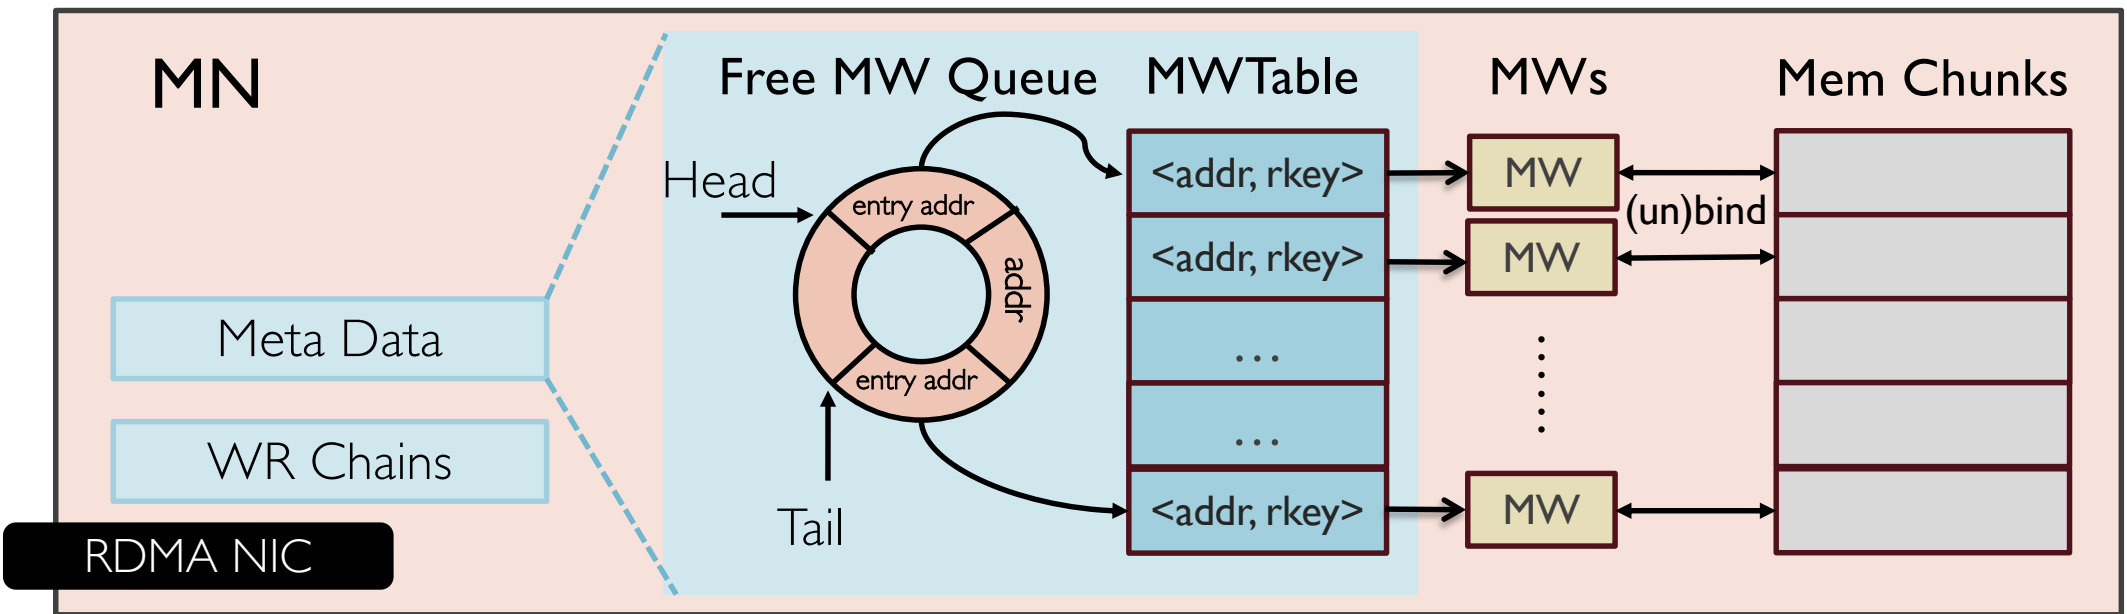 MN
Free MW Queue
MWTable
MWs
Mem Chunks
Head
entry addr
addr
entry addr
Tail
<addr, rkey>
<addr, rkey>
...
...
<addr, rkey>
MW
MW
MW
(un)bind
Meta Data
WR Chains
RDMA NIC